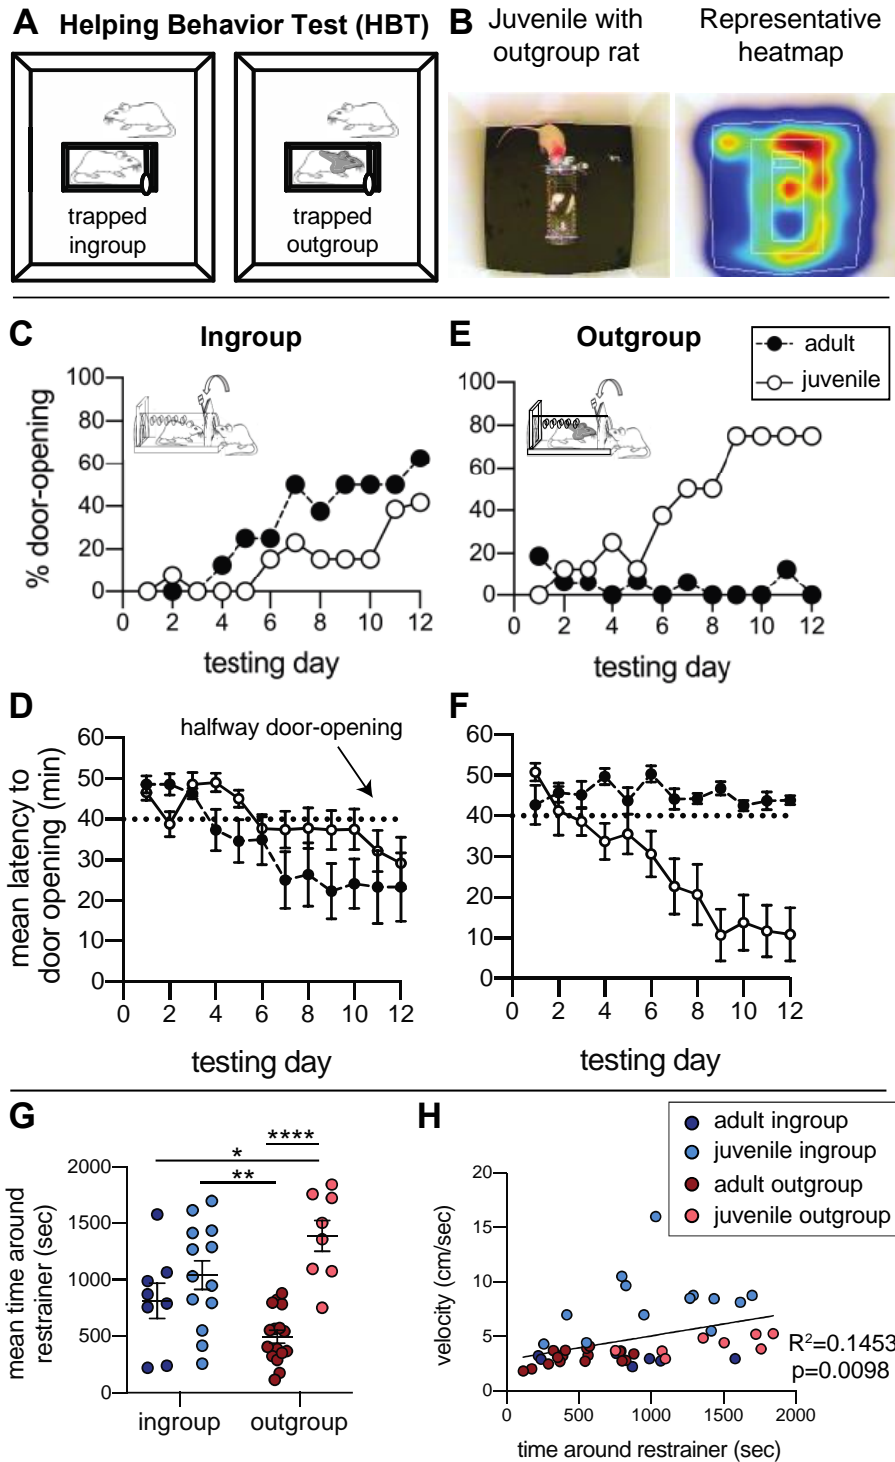 A Helping Behavior Test (HBT)
trapped
ingroup
trapped
outgroup
B Juvenile with
outgroup rat
Representative
heatmap
C Ingroup
% door-opening
100
80
60
40
20
0
0 2 4 6 8 10 12
testing day
E Outgroup
adult
juvenile
100
80
60
40
20
0
0 2 4 6 8 10 12
testing day
D
halfway door-opening
mean latency to
door opening (min)
60
50
40
30
20
10
0
0 2 4 6 8 10 12
testing day
F
60
50
40
30
20
10
0
0 2 4 6 8 10 12
testing day
G
****
*
**
mean time around
restrainer (sec)
2000
1500
1000
500
0
ingroup outgroup
H
adult ingroup
juvenile ingroup
adult outgroup
juvenile outgroup
velocity (cm/sec)
20
15
10
5
0
R²=0.1453
p=0.0098
0 500 1000 1500 2000
time around restrainer (sec)